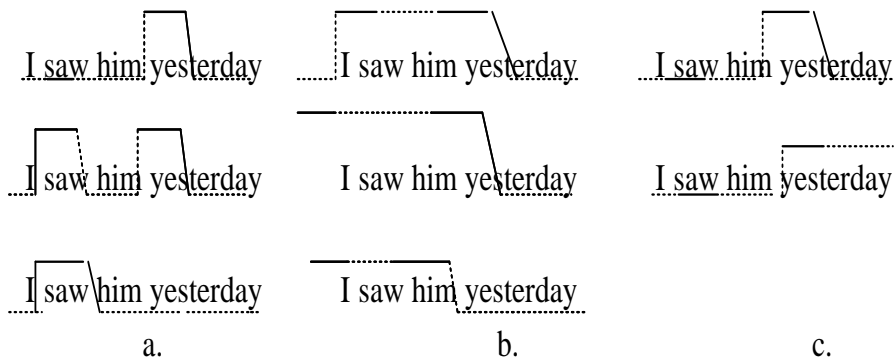 I saw him yesterday I saw him yesterday I saw him yesterday
I saw him yesterday I saw him yesterday I saw him yesterday
I saw him yesterday I saw him yesterday
a. b. c.